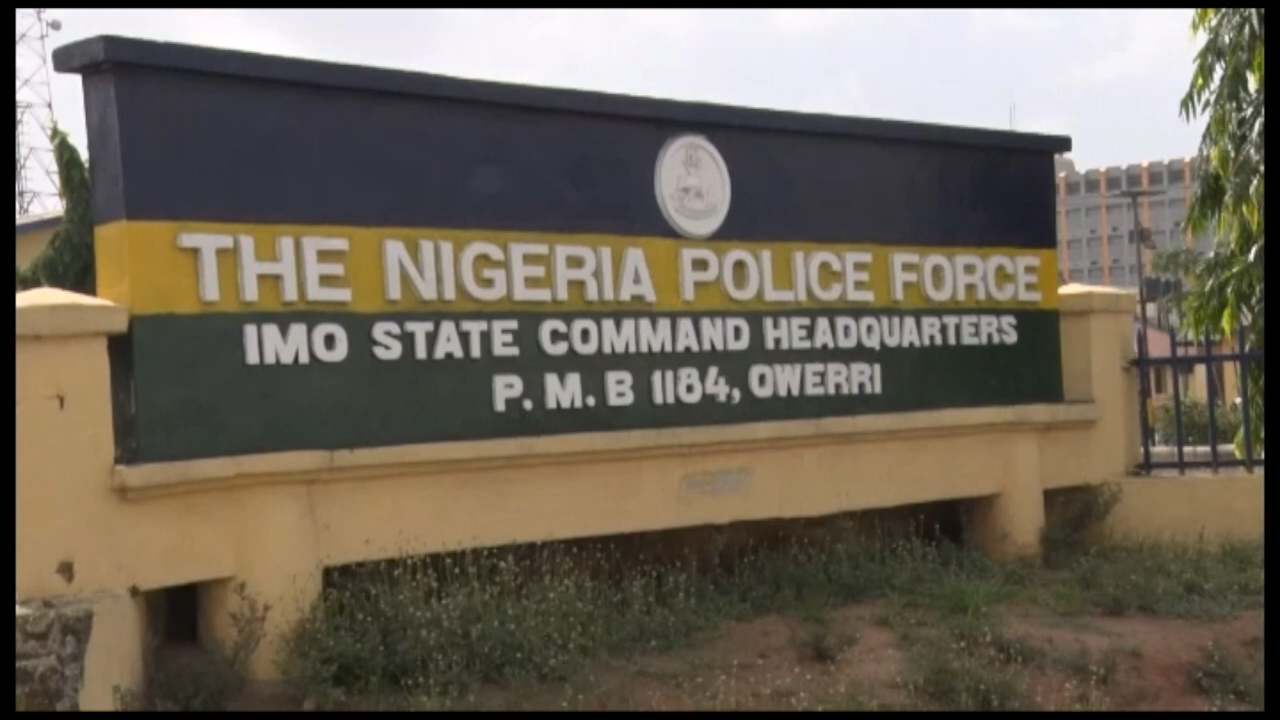 THE NIGERIA POLICE FORCE
IMO STATE COMMAND HEADQUARTERS
P. M. B 1184, OWERRI